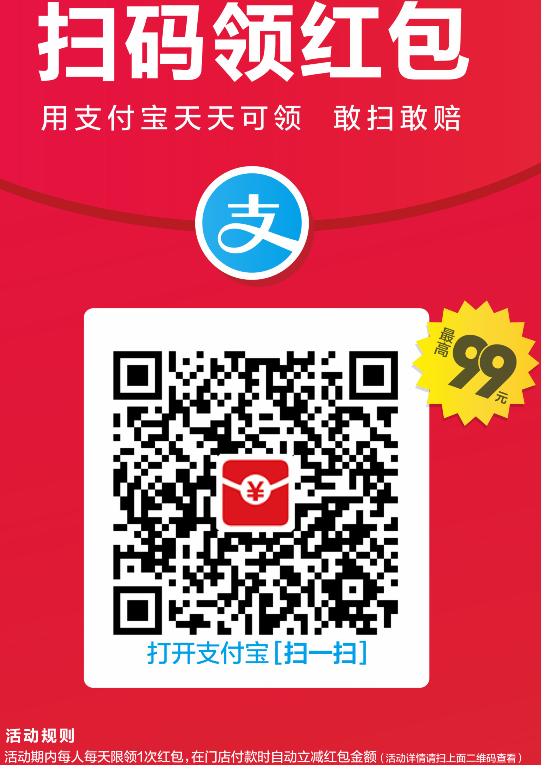 扫码领红包
用支付宝天天可领 敢扫敢赔
支
最高
99元
¥
打开支付宝[扫一扫]
活动规则
活动期内每人每天限领1次红包，在门店付款时自动立减红包金额（活动详情请扫上面二维码查看）